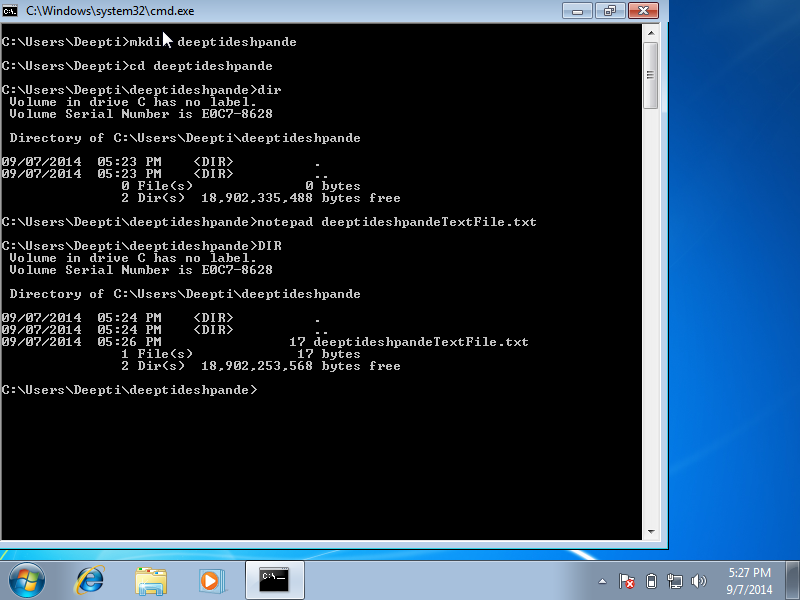 C:\Windows\system32\cmd.exe
C:\Users\Deepti>mkdir deeptideshpande
C:\Users\Deepti>cd deeptideshpande
C:\Users\Deepti\deeptideshpande>dir
Volume in drive C has no label.
Volume Serial Number is E0C7-8628
Directory of C:\Users\Deepti\deeptideshpande
09/07/2014  05:23 PM    <DIR>          .
09/07/2014  05:23 PM    <DIR>          ..
0 File(s)              0 bytes
2 Dir(s)  18,902,335,488 bytes free
C:\Users\Deepti\deeptideshpande>notepad deeptideshpandeTextFile.txt
C:\Users\Deepti\deeptideshpande>DIR
Volume in drive C has no label.
Volume Serial Number is E0C7-8628
Directory of C:\Users\Deepti\deeptideshpande
09/07/2014  05:24 PM    <DIR>          .
09/07/2014  05:24 PM    <DIR>          ..
09/07/2014  05:26 PM                17 deeptideshpandeTextFile.txt
1 File(s)             17 bytes
2 Dir(s)  18,902,253,568 bytes free
C:\Users\Deepti\deeptideshpande>
5:27 PM
9/7/2014